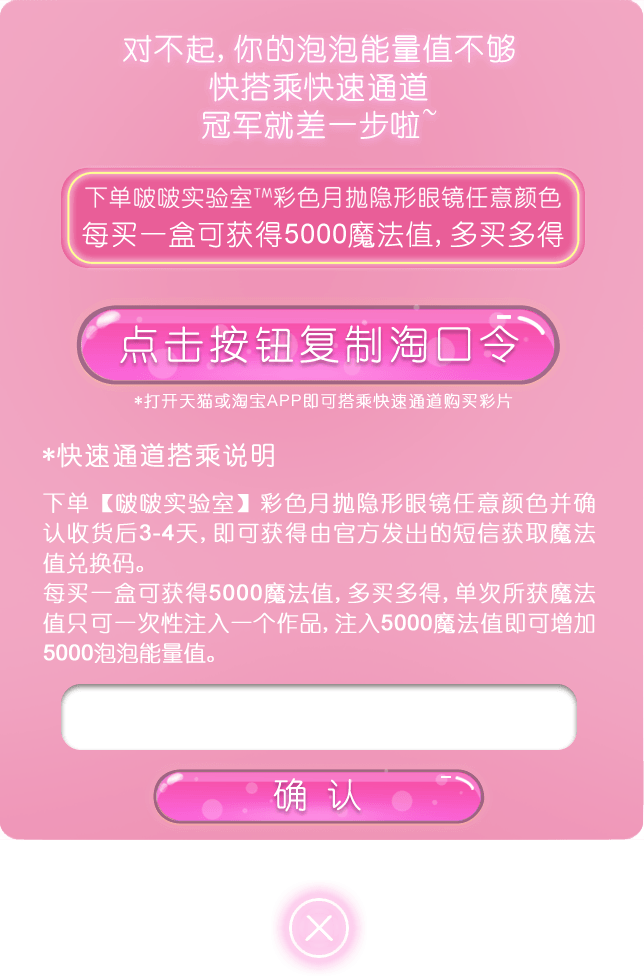 对不起,你的泡泡能量值不够
快搭乘快速通道
冠军就差一步啦~
下单啵啵实验室™彩色月抛隐形眼镜任意颜色
每买一盒可获得5000魔法值,多买多得
点击按钮复制淘口令
*打开天猫或淘宝APP即可搭乘快速通道购买彩片
*快速通道搭乘说明
下单【啵啵实验室】彩色月抛隐形眼镜任意颜色并确
认收货后3-4天,即可获得由官方发出的短信获取魔法
值兑换码。
每买一盒可获得5000魔法值,多买多得,单次所获魔法
值只可一次性注入一个作品,注入5000魔法值即可增加
5000泡泡能量值。
确 认